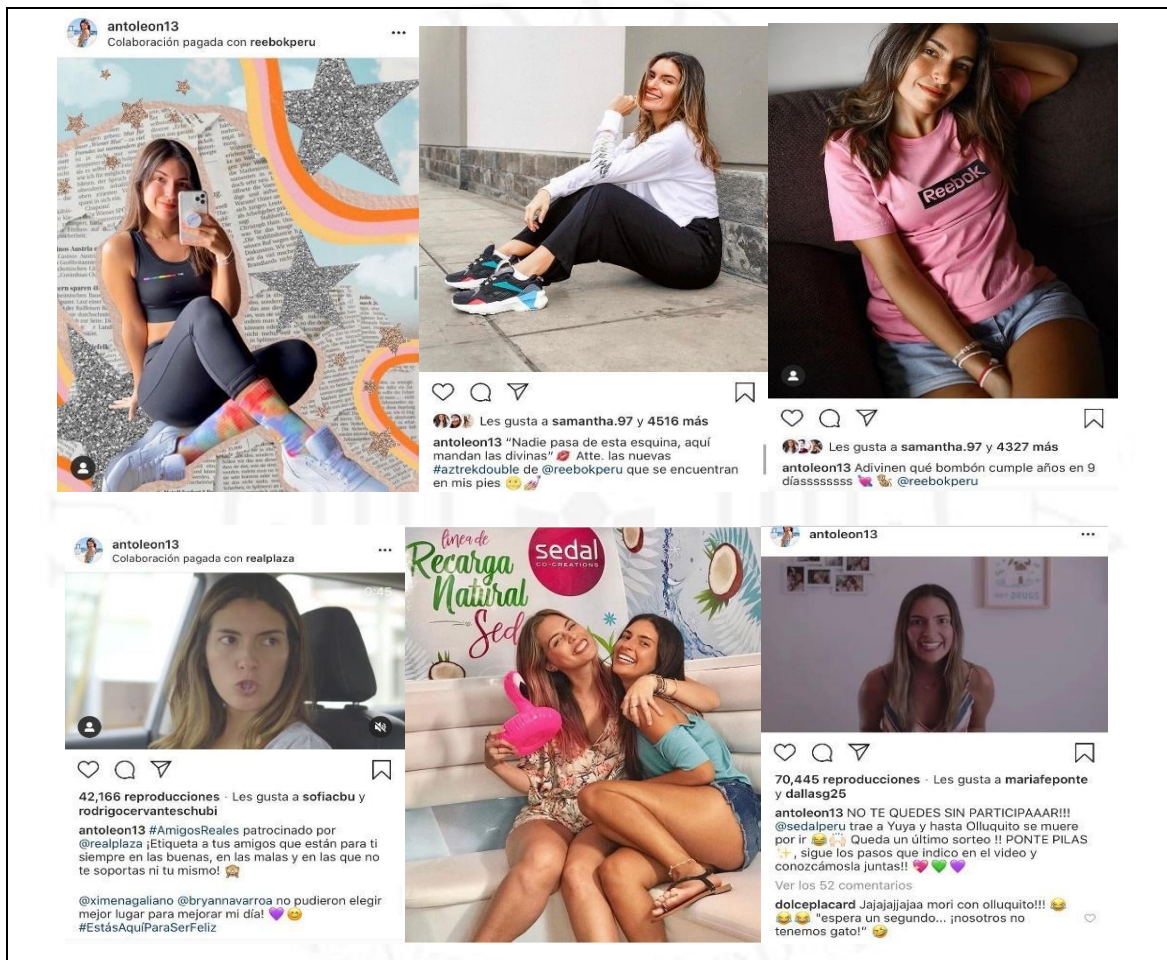 antoleon13
Colaboración pagada con reebokperu
Reebok
Les gusta a samantha.97 y 4516 más
antoleon13 “Nadie pasa de esta esquina, aquí
mandan las divinas” 💋 Atte. las nuevas
#aztrekdouble de @reebokperu que se encuentran
en mis pies 🙂 💅🏼
Les gusta a samantha.97 y 4327 más
antoleon13 Adivinen qué bombón cumple años en 9
díassssssss 💘 🐕‍🦺 @reebokperu
antoleon13
Colaboración pagada con realplaza
0:45
42,166 reproducciones · Les gusta a sofiacbu y
rodrigocervanteschubi
antoleon13 #AmigosReales patrocinado por
@realplaza ¡Etiqueta a tus amigos que están para ti
siempre en las buenas, en las malas y en las que no
te soportas ni tu mismo! 🙈
@ximenagaliano @bryannavarroa no pudieron elegir
mejor lugar para mejorar mi día! 💜 😊
#EstásAquíParaSerFeliz
línea de
Recarga
Natural
Sed
sedal
CO-CREATIONS
antoleon13
DRUGS
70,445 reproducciones · Les gusta a mariafeponte
y dallasg25
antoleon13 NO TE QUEDES SIN PARTICIPAAAR!!!
@sedalperu trae a Yuya y hasta Olluquito se muere
por ir 😂 🙌🏻 Queda un último sorteo !! PONTE PILAS
✨, sigue los pasos que indico en el video y
conozcámosla juntas!! 💖 💚 💜
Ver los 52 comentarios
dolceplacard Jajajajjajaa mori con olluquito!!! 😂
😂 😂 "espera un segundo... ¡nosotros no
tenemos gato!" 🤣